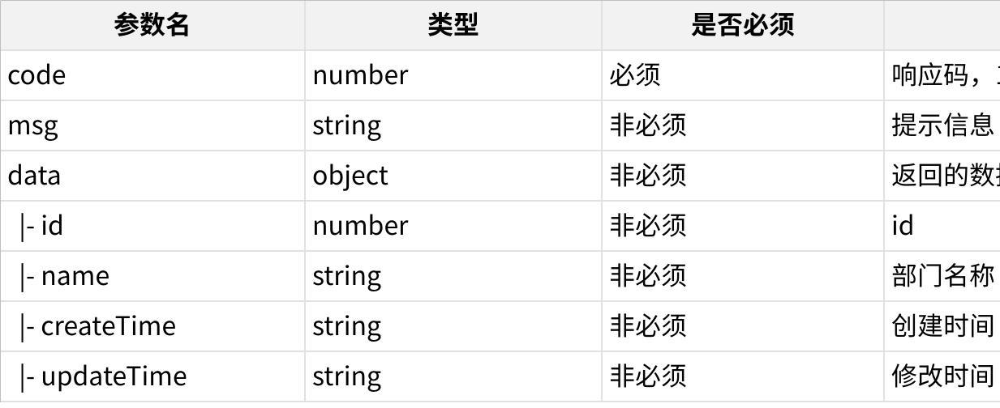 参数名 类型 是否必须
code number 必须 响应码，
msg string 非必须 提示信息
data object 非必须 返回的数
|- id number 非必须 id
|- name string 非必须 部门名称
|- createTime string 非必须 创建时间
|- updateTime string 非必须 修改时间